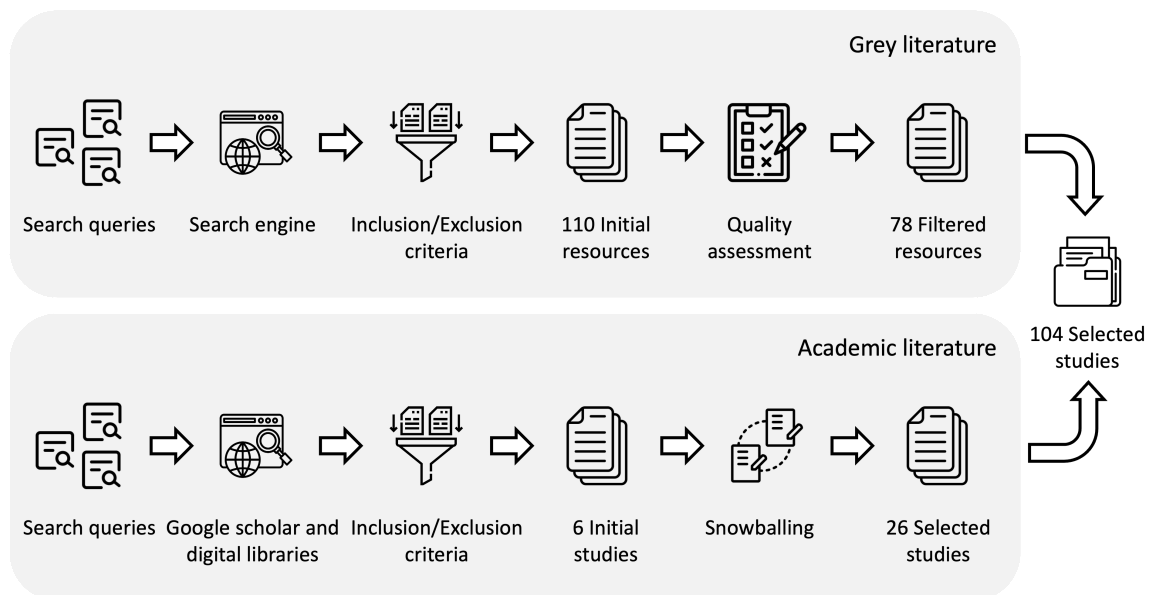 Grey literature
Search queries
Search engine
Inclusion/Exclusion
criteria
110 Initial
resources
Quality
assessment
78 Filtered
resources
104 Selected
studies
Academic literature
Search queries
Google scholar and
digital libraries
Inclusion/Exclusion
criteria
6 Initial
studies
Snowballing
26 Selected
studies